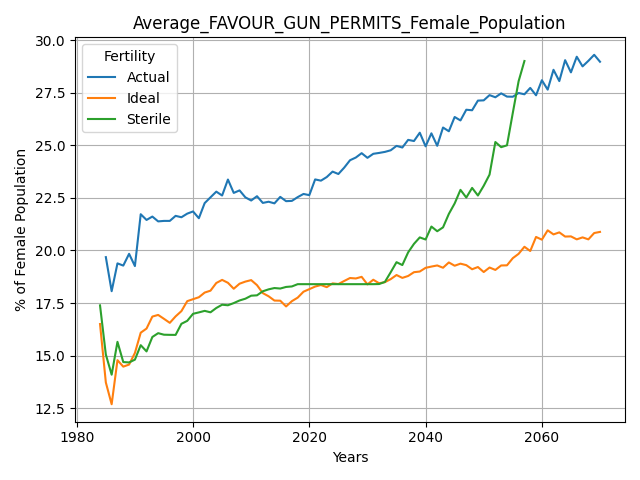 Average_FAVOUR_GUN_PERMITS_Female_Population
30.0
27.5
25.0
22.5
20.0
17.5
15.0
12.5
% of Female Population
Fertility
Actual
Ideal
Sterile
1980
2000
2020
2040
2060
Years